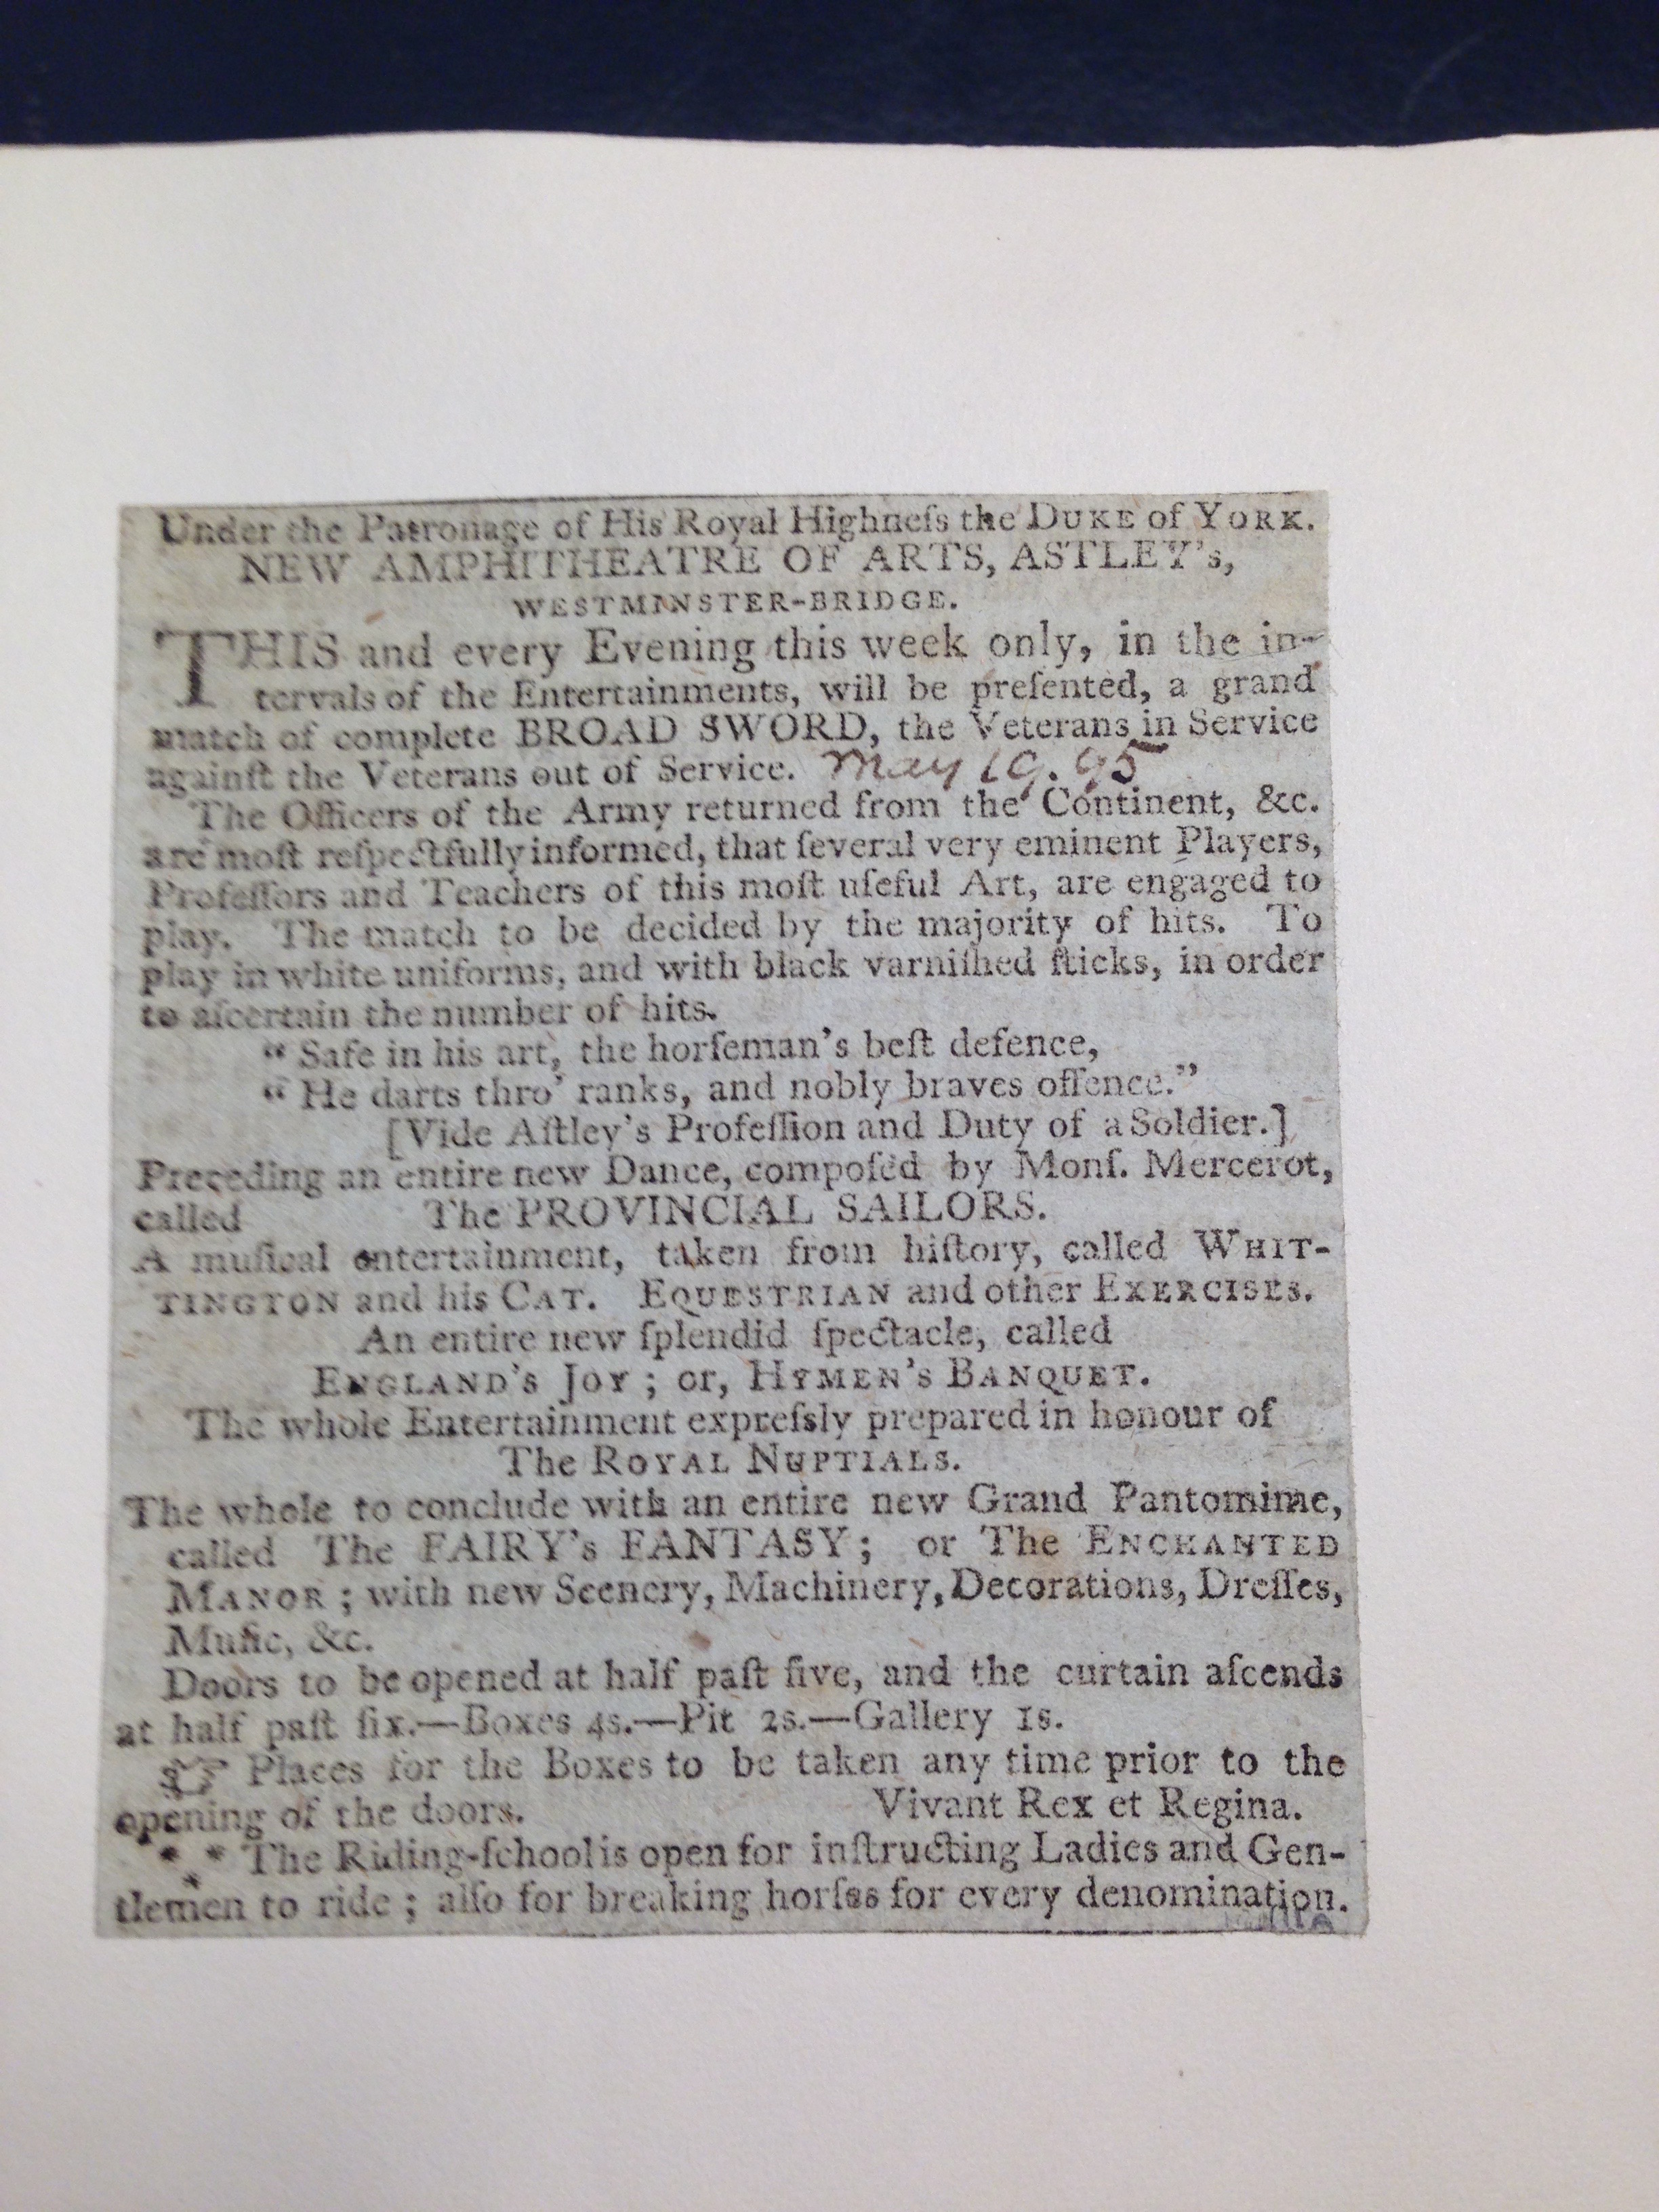 Under the Patronage of His Royal Highneſs the DUKE of YORK.
NEW AMPHITHEATRE OF ARTS, ASTLEY's,
WESTMINSTER-BRIDGE.
THIS and every Evening this week only, in the in-
tervals of the Entertainments, will be preſented, a grand
match of complete BROAD SWORD, the Veterans in Service
againſt the Veterans out of Service. May 19. 95
The Officers of the Army returned from the Continent, &c.
are moſt reſpectfully informed, that ſeveral very eminent Players,
Profeſſors and Teachers of this moſt uſeful Art, are engaged to
play. The match to be decided by the majority of hits. To
play in white uniforms, and with black varniſhed ſticks, in order
to aſcertain the number of hits.
“ Safe in his art, the horſeman's beſt defence,
“ He darts thro' ranks, and nobly braves offence.”
[Vide Aſtley's Profeſſion and Duty of a Soldier.]
Preceding an entire new Dance, compoſed by Monſ. Mercerot,
called The PROVINCIAL SAILORS.
A muſical entertainment, taken from hiſtory, called WHIT-
TINGTON and his CAT. EQUESTRIAN and other EXERCISES.
An entire new ſplendid ſpectacle, called
ENGLAND's JOY ; or, HYMEN's BANQUET.
The whole Entertainment expreſsly prepared in honour of
The ROYAL NUPTIALS.
The whole to conclude with an entire new Grand Pantomime,
called The FAIRY's FANTASY ; or The ENCHANTED
MANOR ; with new Scenery, Machinery, Decorations, Dreſſes,
Muſic, &c.
Doors to be opened at half paſt five, and the curtain aſcends
at half paſt ſix.—Boxes 4s.—Pit 2s.—Gallery 1s.
☞ Places for the Boxes to be taken any time prior to the
opening of the doors. Vivant Rex et Regina.
*⁎* The Riding-ſchool is open for inſtructing Ladies and Gen-
tlemen to ride ; alſo for breaking horſes for every denomination.